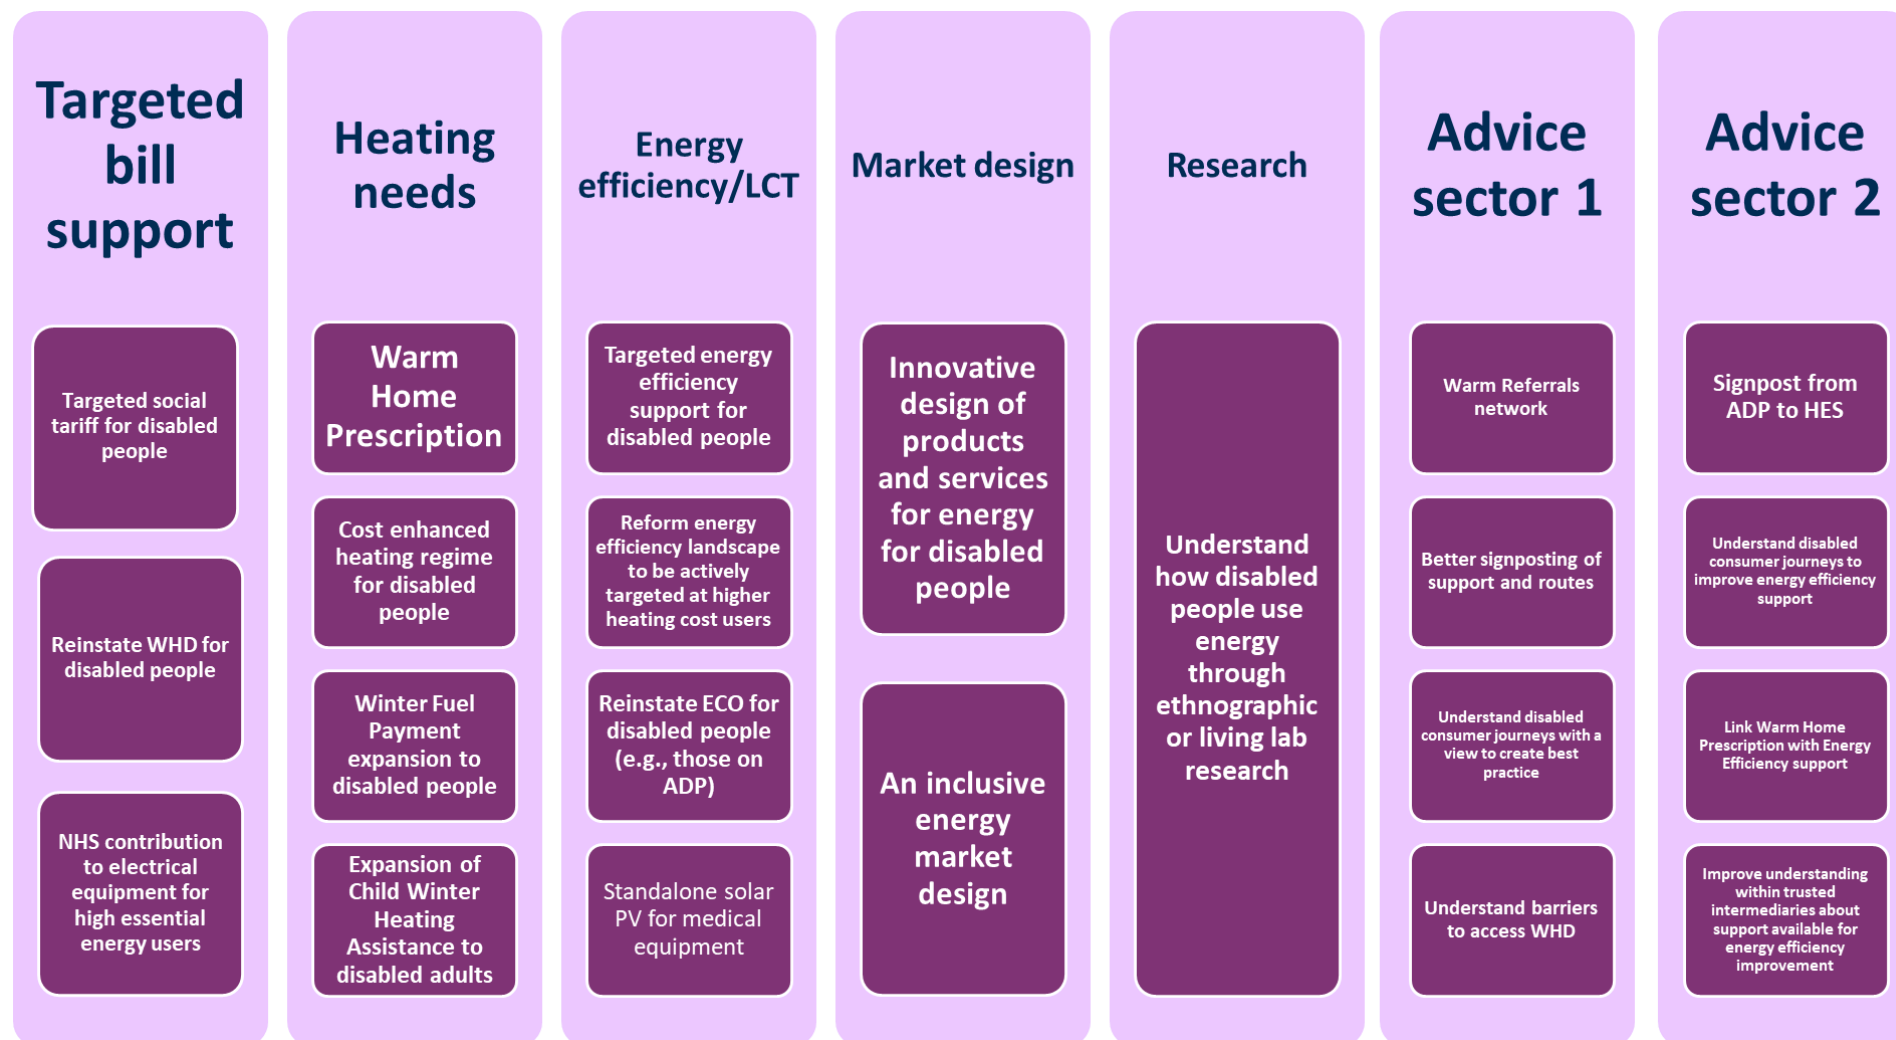 Targeted
bill
support
Targeted social
tariff for disabled
people
Reinstate WHD for
disabled people
NHS contribution
to electrical
equipment for
high essential
energy users
Heating
needs
Warm
Home
Prescription
Cost enhanced
heating regime
for disabled
people
Winter Fuel
Payment
expansion to
disabled people
Expansion of
Child Winter
Heating
Assistance to
disabled adults
Energy
efficiency/LCT
Targeted energy
efficiency
support for
disabled people
Reform energy
efficiency landscape
to be actively
targeted at higher
heating cost users
Reinstate ECO for
disabled people
(e.g., those on
ADP)
Standalone solar
PV for medical
equipment
Market design
Innovative
design of
products
and services
for energy
for disabled
people
An inclusive
energy
market
design
Research
Understand
how disabled
people use
energy
through
ethnographic
or living lab
research
Advice
sector 1
Warm Referrals
network
Better signposting of
support and routes
Understand disabled
consumer journeys with a
view to create best
practice
Understand barriers
to access WHD
Advice
sector 2
Signpost from
ADP to HES
Understand disabled
consumer journeys to
improve energy efficiency
support
Link Warm Home
Prescription with Energy
Efficiency support
Improve understanding
within trusted
intermediaries about
support available for
energy efficiency
improvement